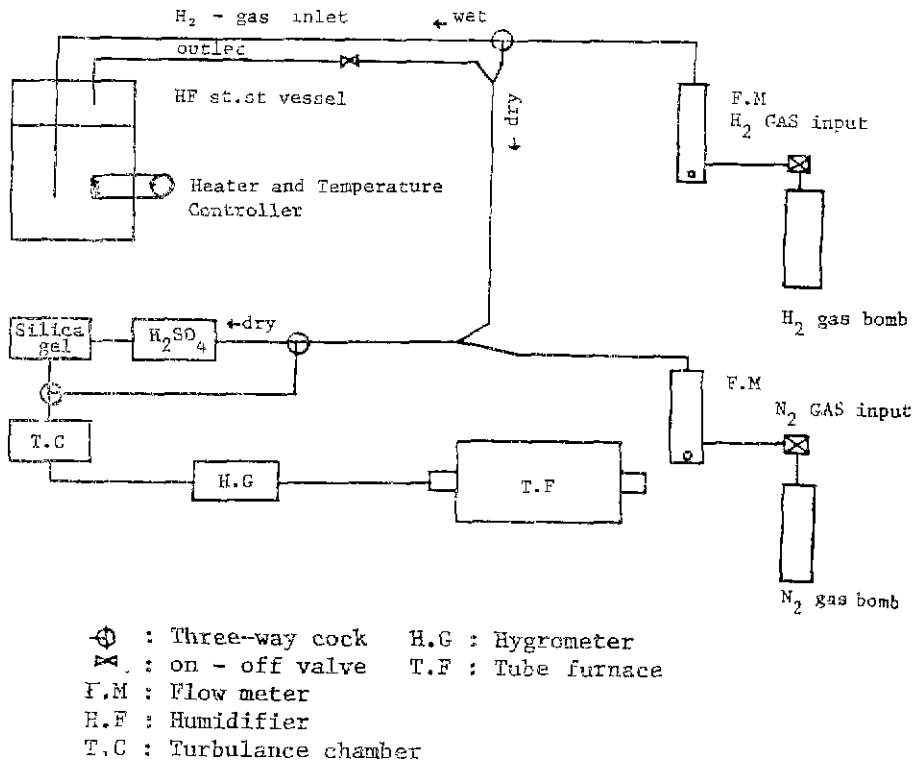 H2 - gas inlet
← wet
outlet
HF st.st vessel
↓ dry
F.M
H2 GAS input
Heater and Temperature
Controller
H2 gas bomb
Silica
gel
H2SO4
←dry
F.M
N2 GAS input
T.C
H.G
T.F
N2 gas bomb
: Three-way cock
H.G : Hygrometer
: on - off valve
T.F : Tube furnace
F.M : Flow meter
H.F : Humidifier
T.C : Turbulance chamber